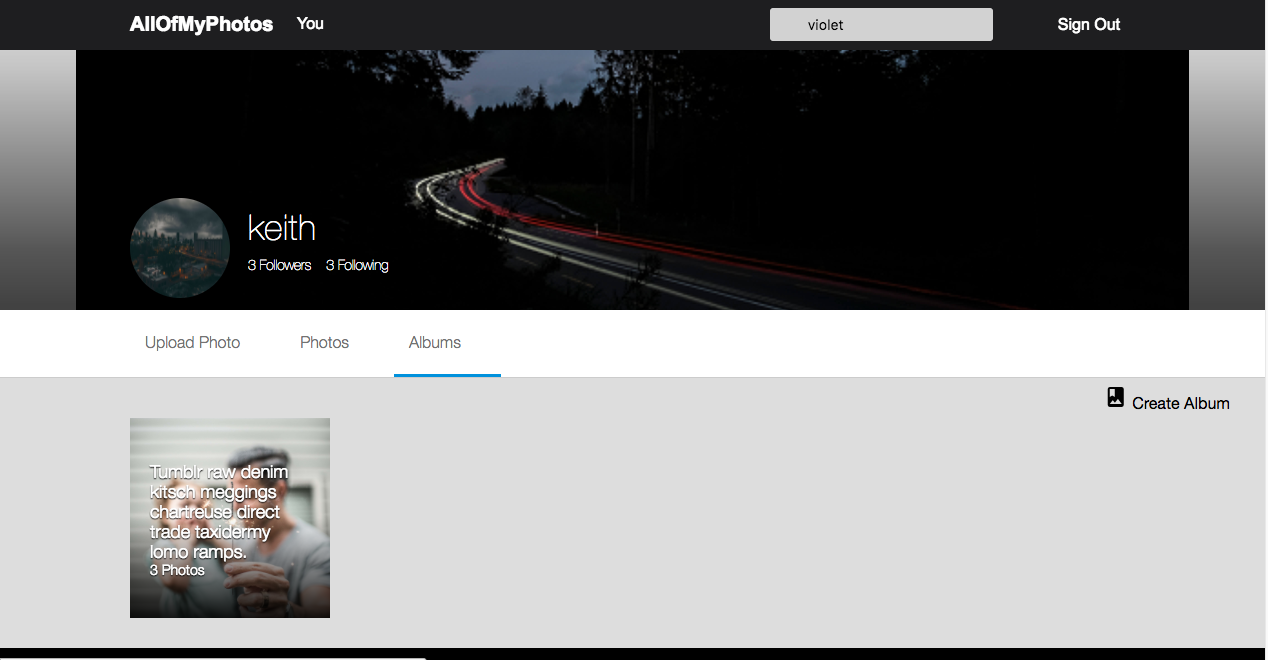 AllOfMyPhotos You violet Sign Out
keith
3 Followers 3 Following
Upload Photo Photos Albums
Create Album
Tumblr raw denim
kitsch meggings
chartreuse direct
trade taxidermy
lomo ramps.
3 Photos